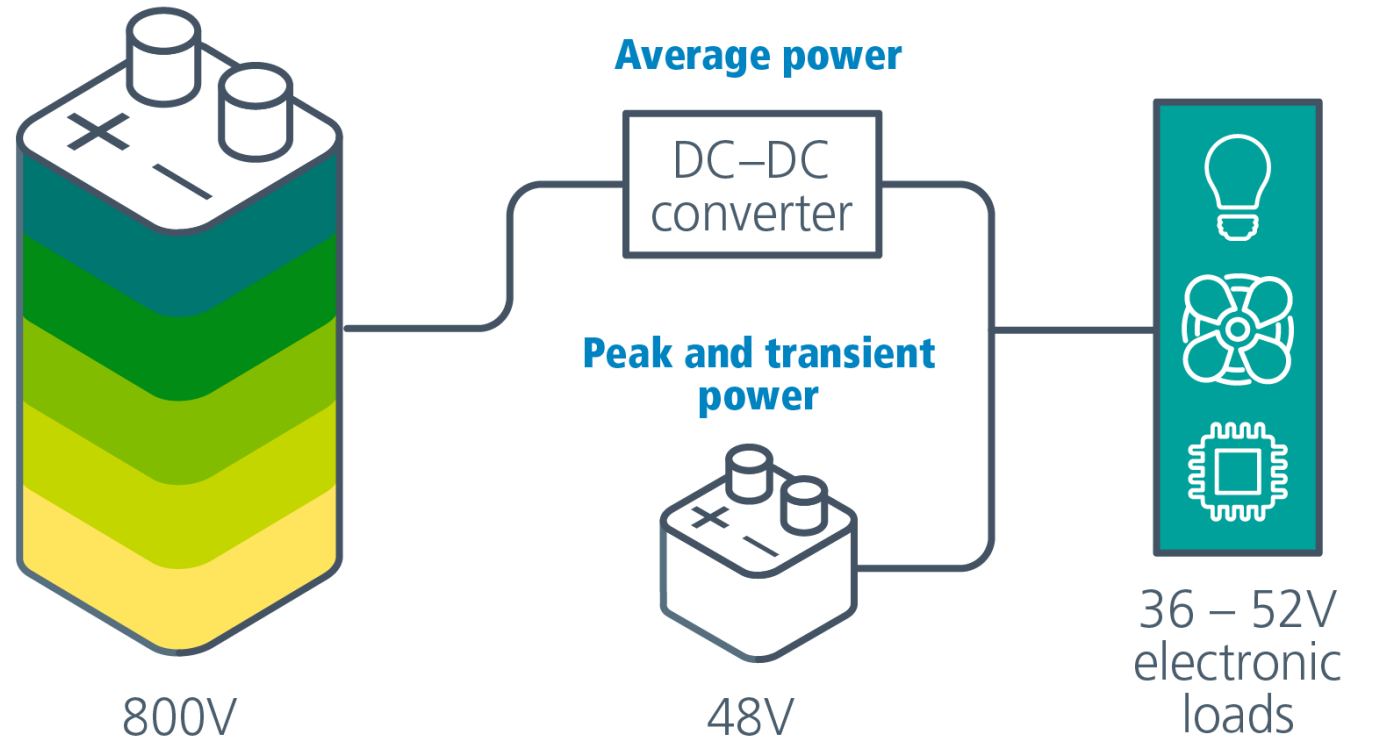 Average power
DC–DC
converter
Peak and transient
power
+
–
+
–
800V
48V
36 – 52V
electronic
loads